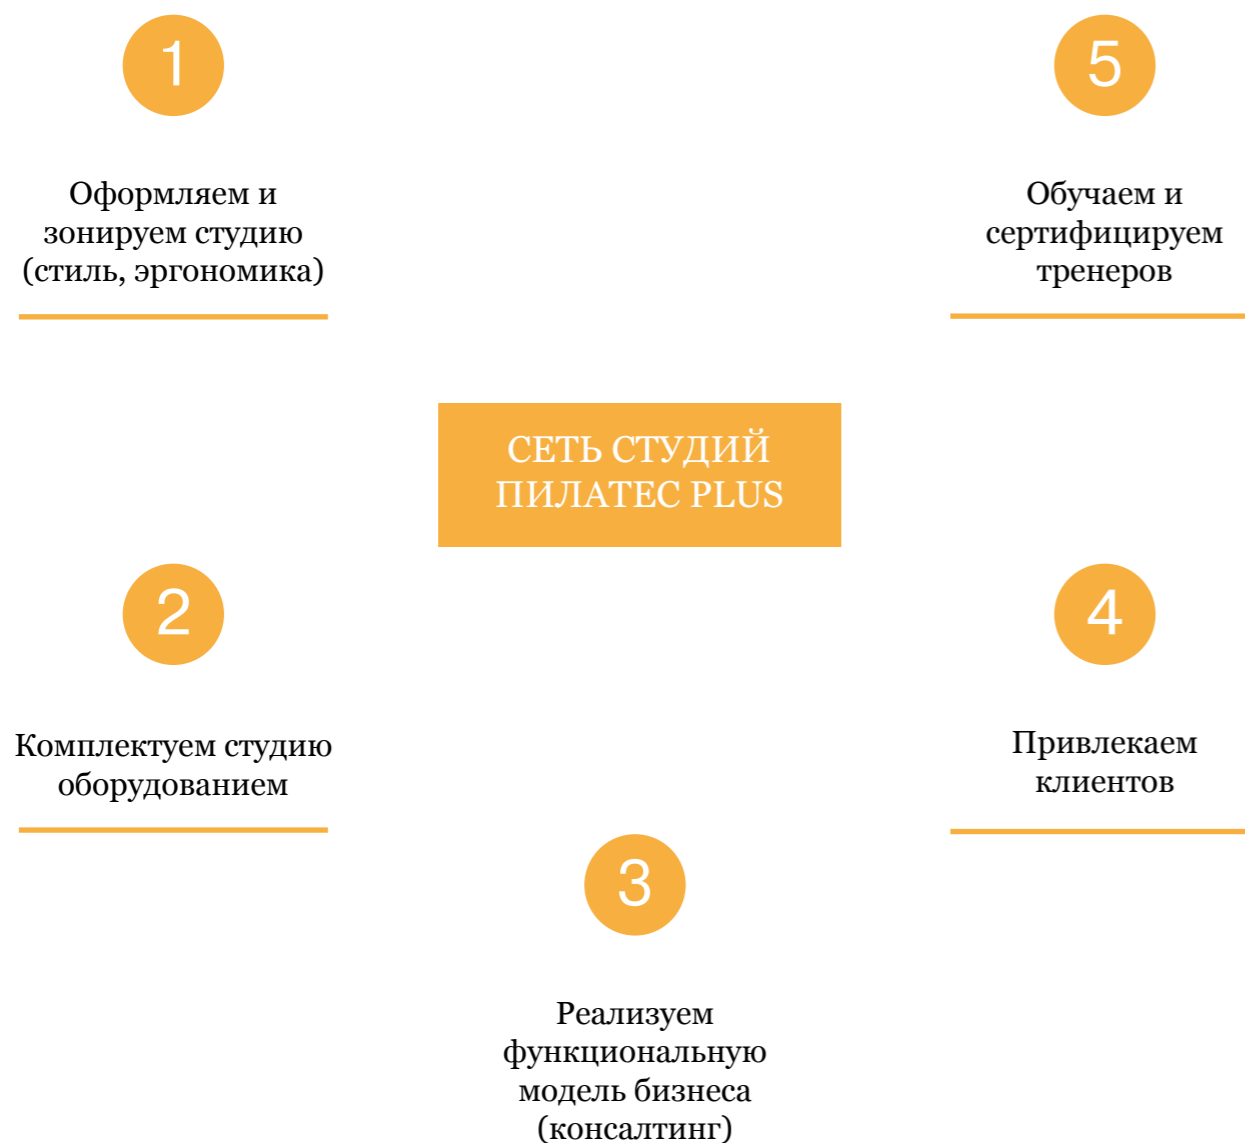 1
Оформляем и
зонируем студию
(стиль, эргономика)
5
Обучаем и
сертифицируем
тренеров
СЕТЬ СТУДИЙ
ПИЛАТЕС PLUS
2
Комплектуем студию
оборудованием
4
Привлекаем
клиентов
3
Реализуем
функциональную
модель бизнеса
(консалтинг)